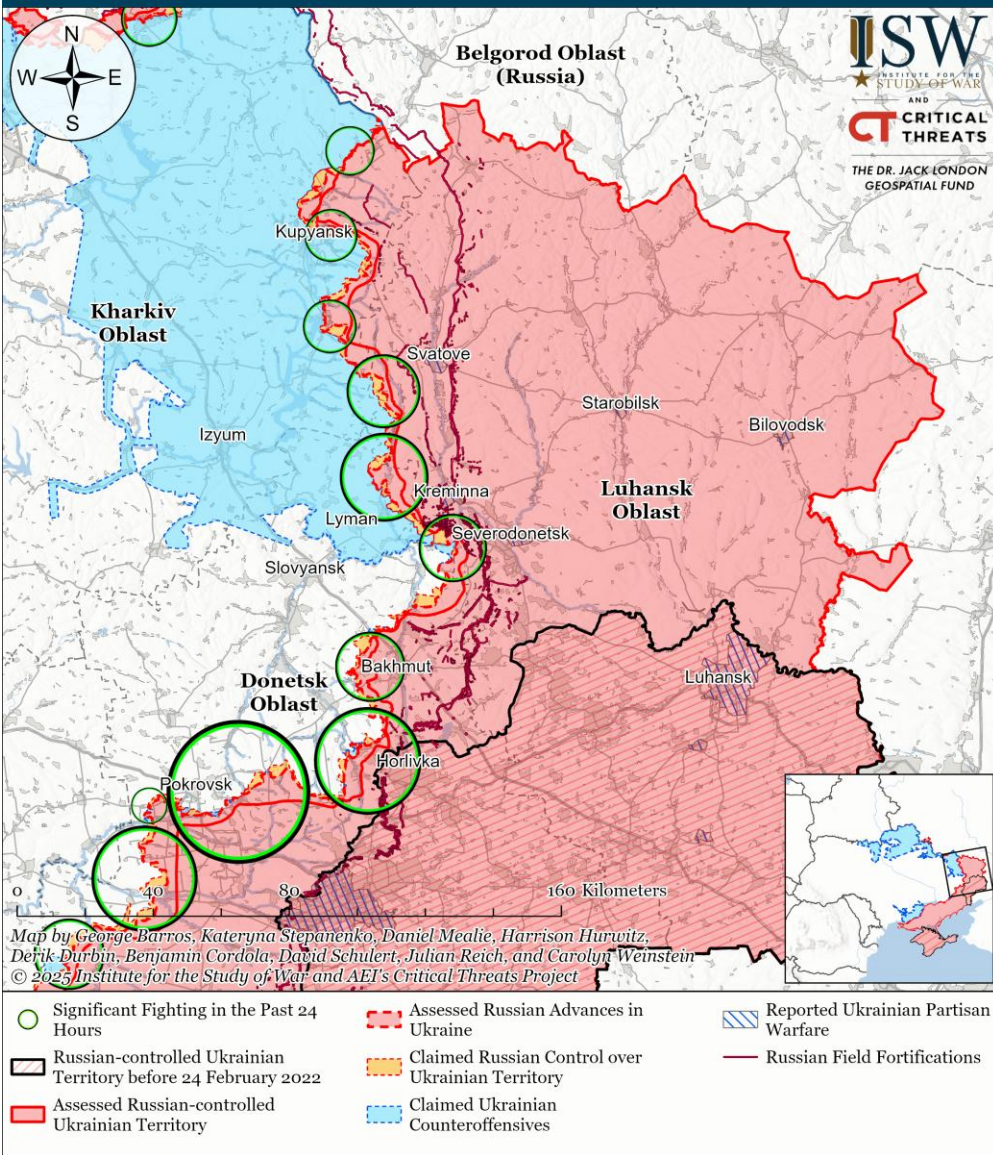 N
W E
S
Belgorod Oblast
(Russia)
ISW
INSTITUTE FOR THE
STUDY OF WAR
AND
CT CRITICAL
THREATS
THE DR. JACK LONDON
GEOSPATIAL FUND
Kupyansk
Kharkiv
Oblast
Svatove
Starobilsk
Bilovodsk
Izyum
Kreminna
Luhansk
Oblast
Lyman
Severodonetsk
Slovyansk
Bakhmut
Luhansk
Donetsk
Oblast
Horlivka
Pokrovsk
0 40 80 160 Kilometers
Map by George Barros, Kateryna Stepanenko, Daniel Mealie, Harrison Hurwitz,
Derik Durbin, Benjamin Cordola, David Schulert, Julian Reich, and Carolyn Weinstein
© 2025 Institute for the Study of War and AEI's Critical Threats Project
Significant Fighting in the Past 24
Hours
Russian-controlled Ukrainian
Territory before 24 February 2022
Assessed Russian-controlled
Ukrainian Territory
Assessed Russian Advances in
Ukraine
Claimed Russian Control over
Ukrainian Territory
Claimed Ukrainian
Counteroffensives
Reported Ukrainian Partisan
Warfare
Russian Field Fortifications